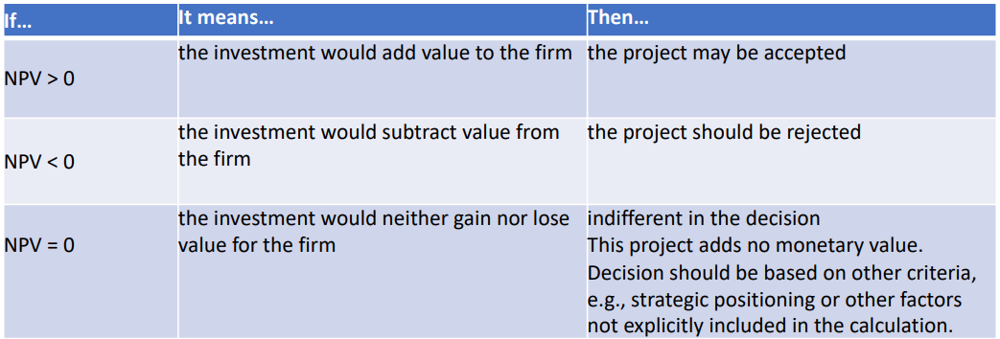 If…
It means…
Then…
NPV > 0
the investment would add value to the firm
the project may be accepted
NPV < 0
the investment would subtract value from
the firm
the project should be rejected
NPV = 0
the investment would neither gain nor lose
value for the firm
indifferent in the decision
This project adds no monetary value.
Decision should be based on other criteria,
e.g., strategic positioning or other factors
not explicitly included in the calculation.